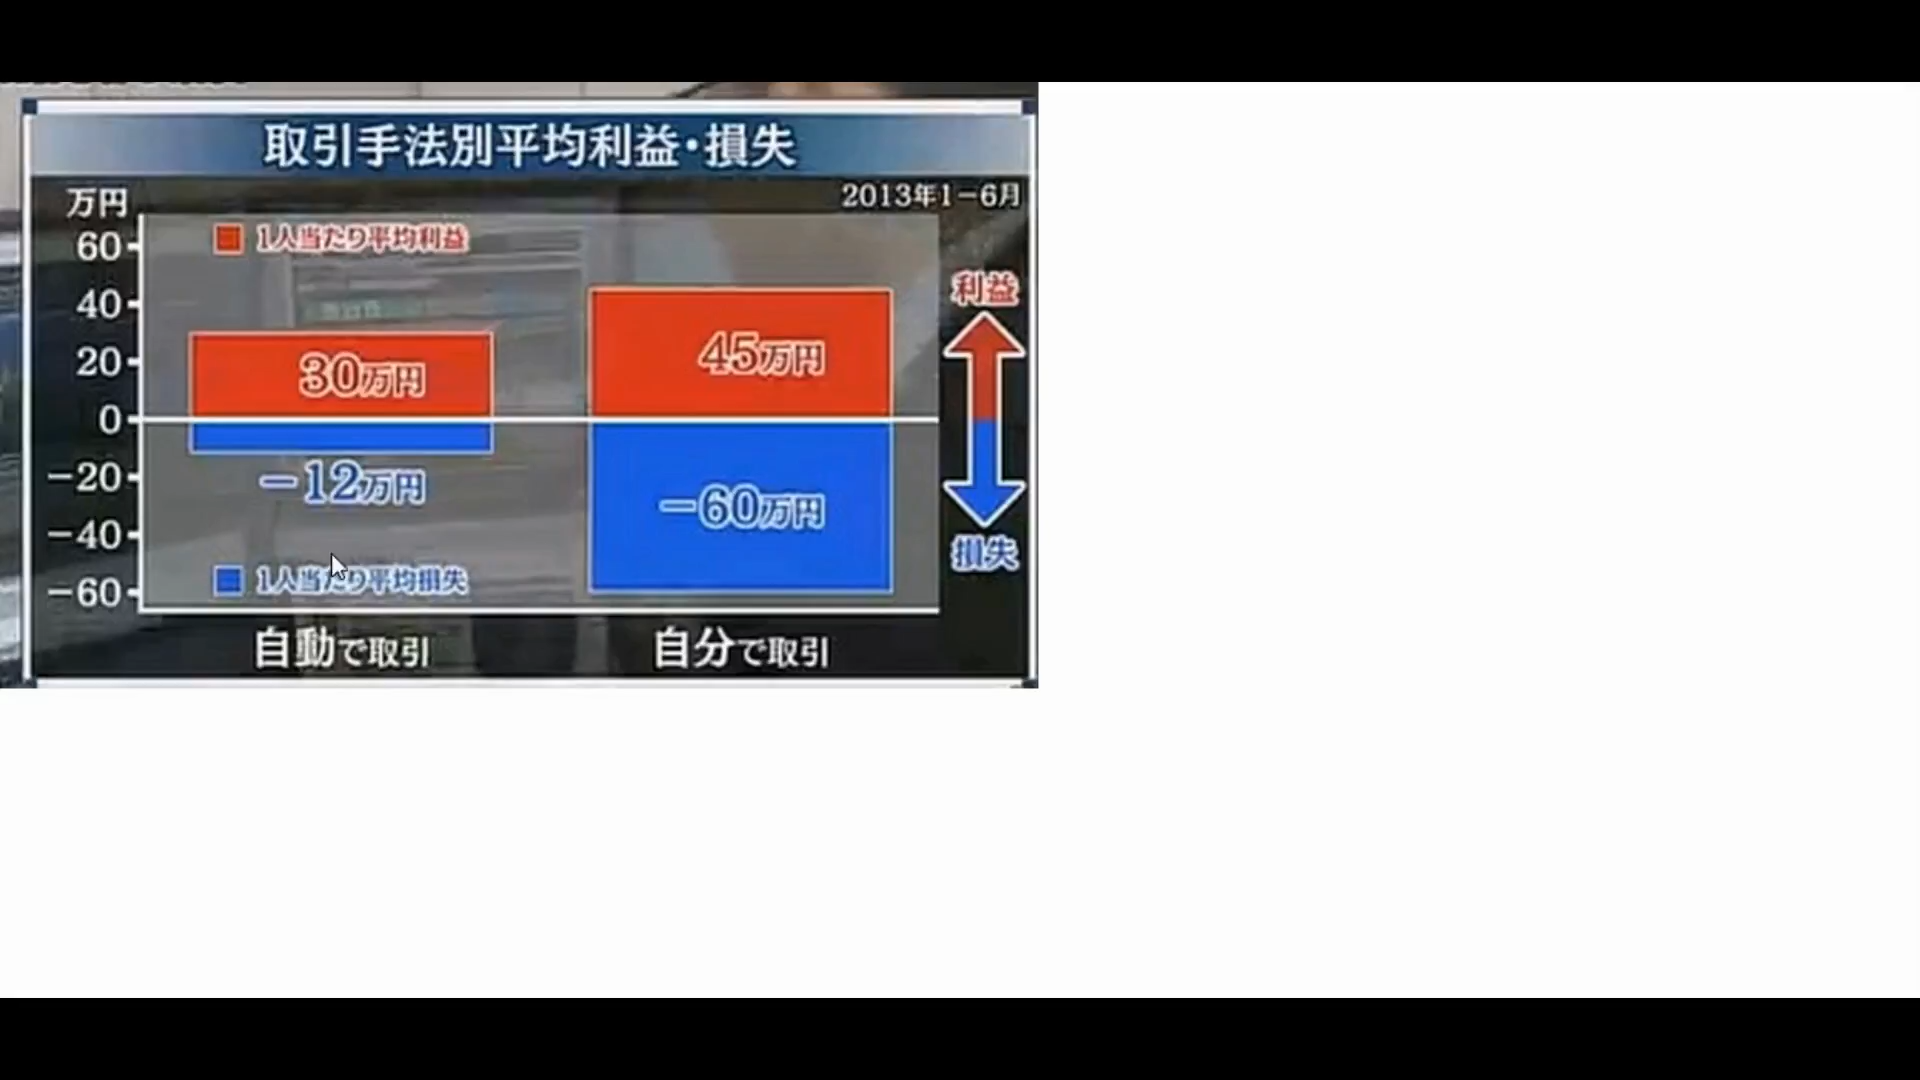 取引手法別平均利益・損失
2013年1－6月
万円
60
40
20
0
－20
－40
－60
1人当たり平均利益
30万円
45万円
－12万円
－60万円
1人当たり平均損失
利益
損失
自動で取引
自分で取引